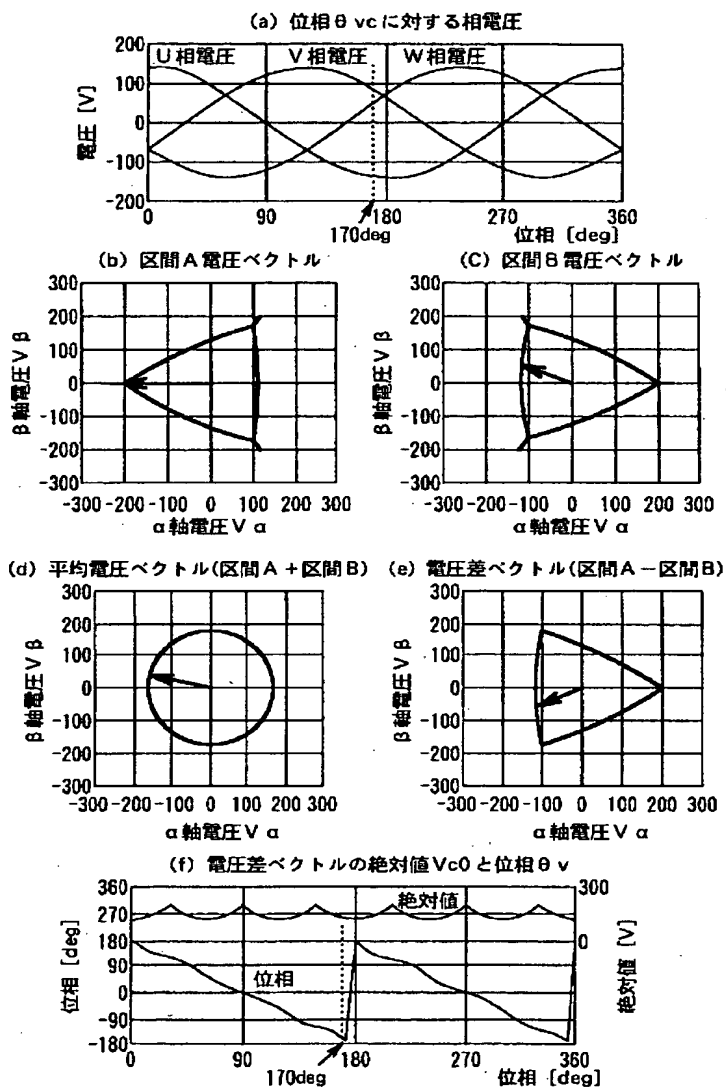 (a) 位相θvcに対する相電圧
U相電圧 V相電圧 W相電圧
電圧 [V]
200
100
0
-100
-200
0 90 180 270 360
170deg
位相 [deg]
(b) 区間A電圧ベクトル
β軸電圧Vβ
300
200
100
0
-100
-200
-300
-300 -200 -100 0 100 200 300
α軸電圧Vα
(C) 区間B電圧ベクトル
β軸電圧Vβ
300
200
100
0
-100
-200
-300
-300 -200 -100 0 100 200 300
α軸電圧Vα
(d) 平均電圧ベクトル(区間A+区間B)
β軸電圧Vβ
300
200
100
0
-100
-200
-300
-300 -200 -100 0 100 200 300
α軸電圧Vα
(e) 電圧差ベクトル(区間A-区間B)
β軸電圧Vβ
300
200
100
0
-100
-200
-300
-300 -200 -100 0 100 200 300
α軸電圧Vα
(f) 電圧差ベクトルの絶対値Vc0と位相θv
位相 [deg]
360
270
180
90
0
-90
-180
絶対値
位相
300
0
絶対値 [V]
0 90 180 270 360
170deg
位相 [deg]